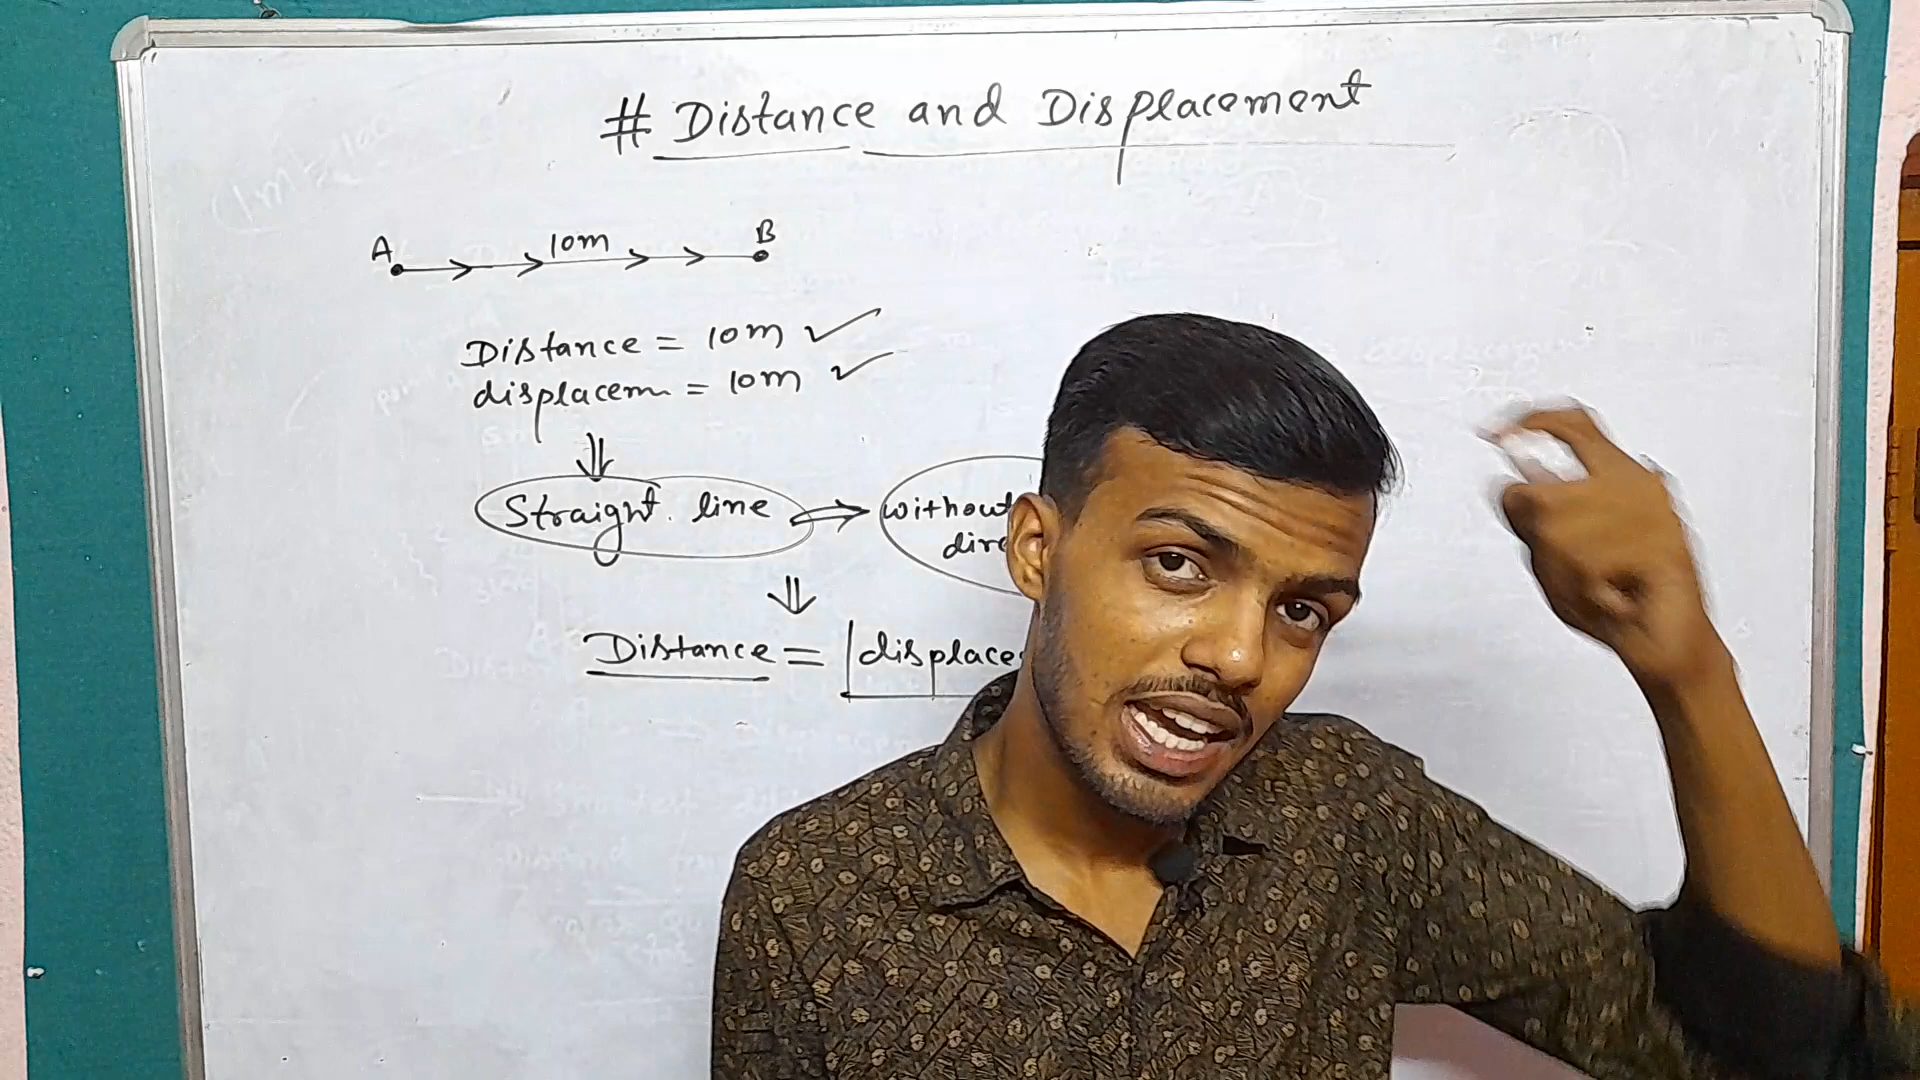 # Distance and Displacement
A 10m B
Distance = 10m ✓
displacem = 10m ✓
⇓
Straight line ⇒ without
dire
⇓
Distance = |displace